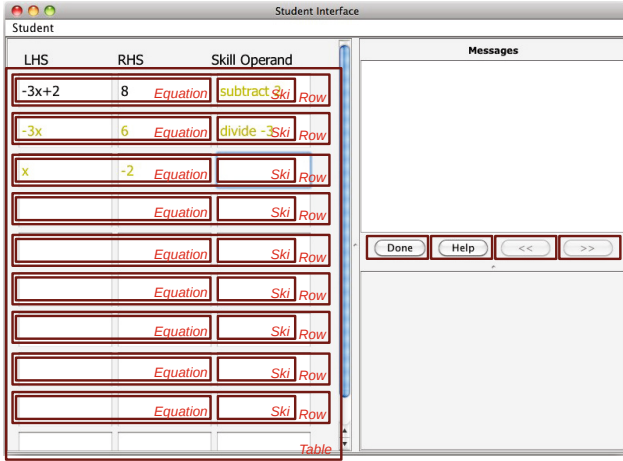 Student Interface
Student
Messages
LHS RHS Skill Operand
-3x+2 8 Equation subtract 2 Ski Row
-3x 6 Equation divide -3 Ski Row
x -2 Equation Ski Row
Equation Ski Row
Equation Ski Row
Done Help << >>
Equation Ski Row
Equation Ski Row
Equation Ski Row
Equation Ski Row
Table